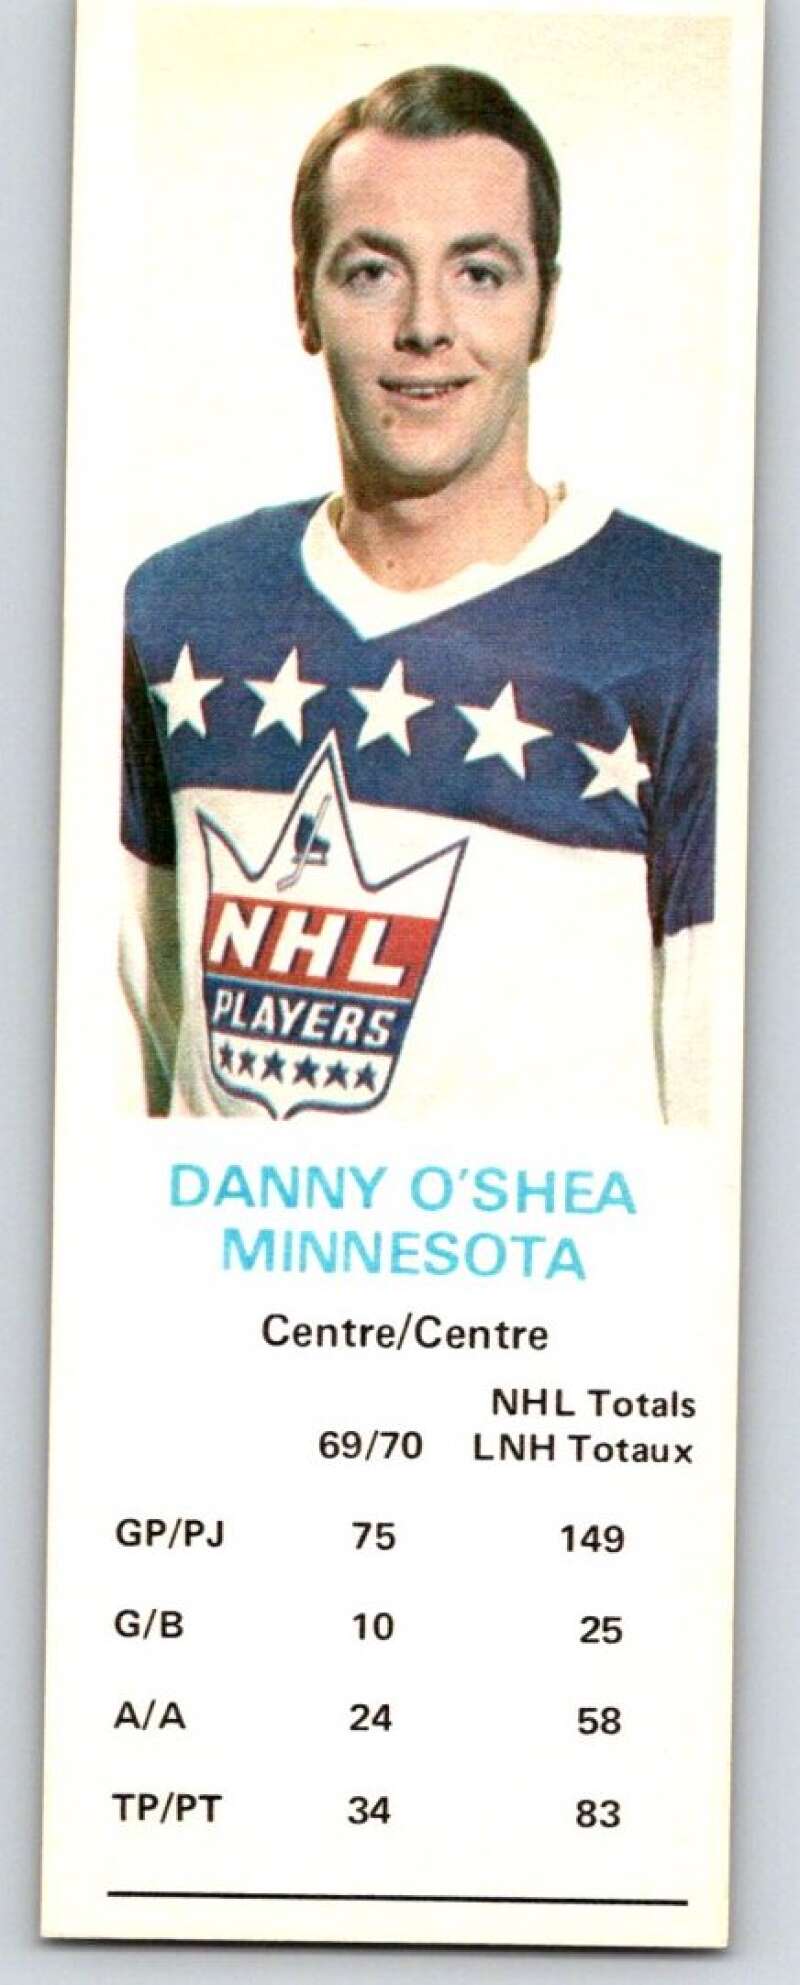 NHL
PLAYERS
DANNY O'SHEA
MINNESOTA
Centre/Centre
NHL Totals
69/70 LNH Totaux
GP/PJ 75 149
G/B 10 25
A/A 24 58
TP/PT 34 83